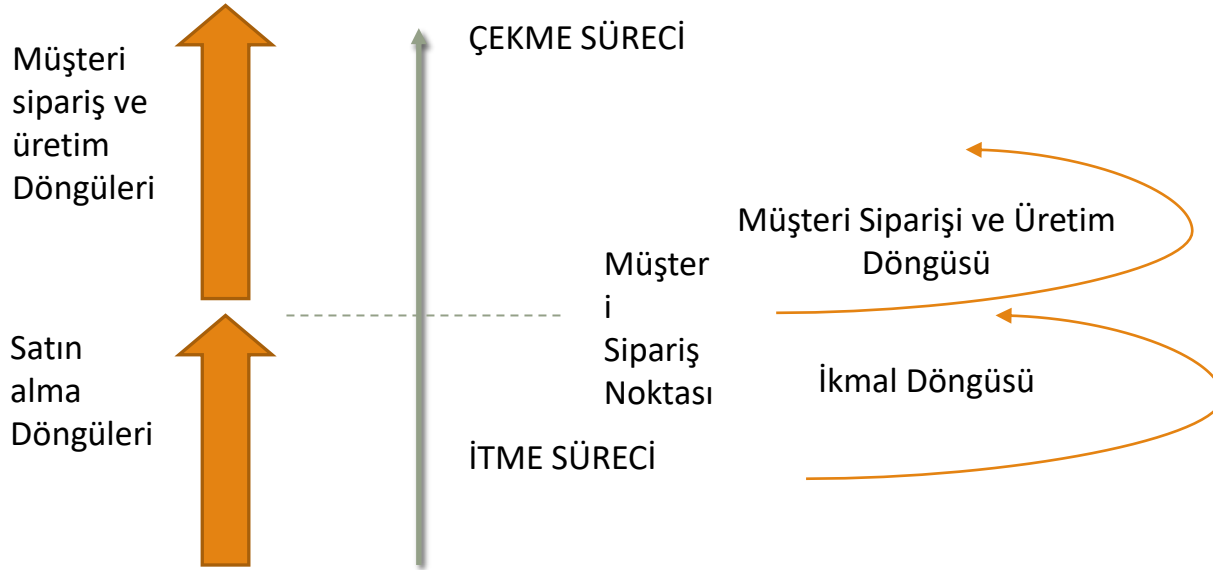 Müşteri
sipariş ve
üretim
Döngüleri
ÇEKME SÜRECİ
Müşteri Siparişi ve Üretim
Döngüsü
Müşter
i
Sipariş
Noktası
Satın
alma
Döngüleri
İkmal Döngüsü
İTME SÜRECİ